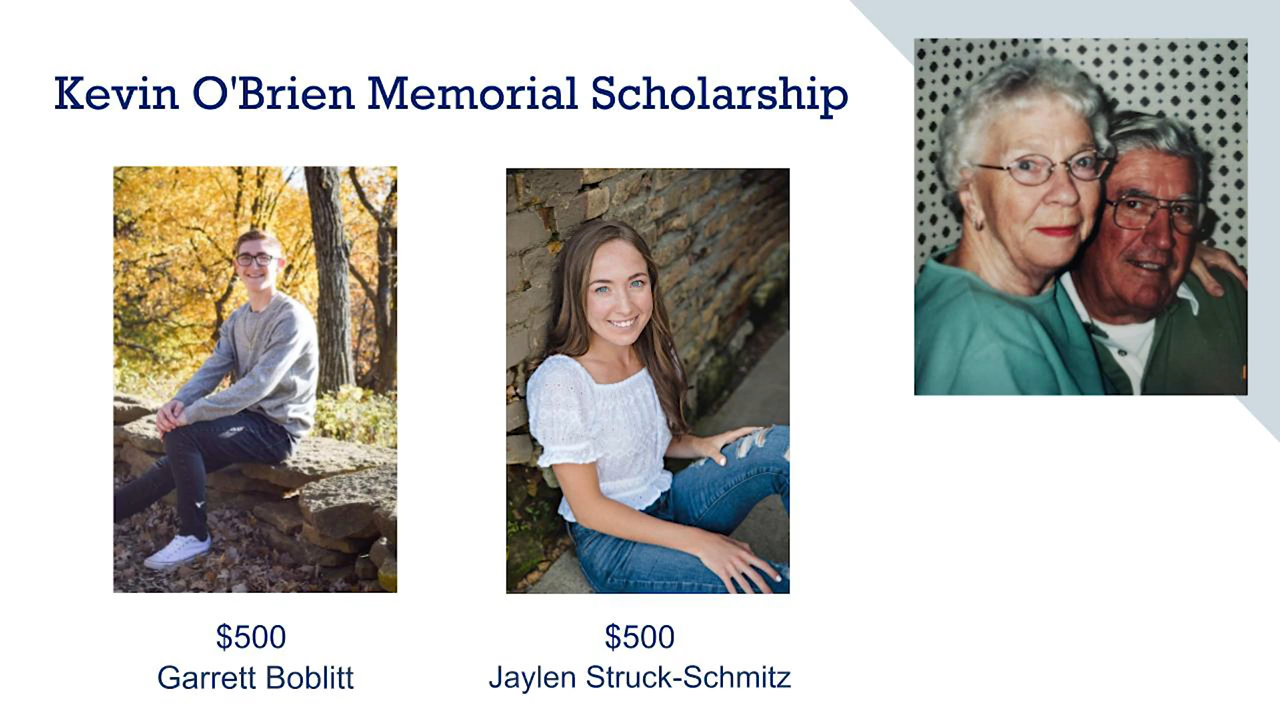 Kevin O'Brien Memorial Scholarship
$500
Garrett Boblitt
$500
Jaylen Struck-Schmitz